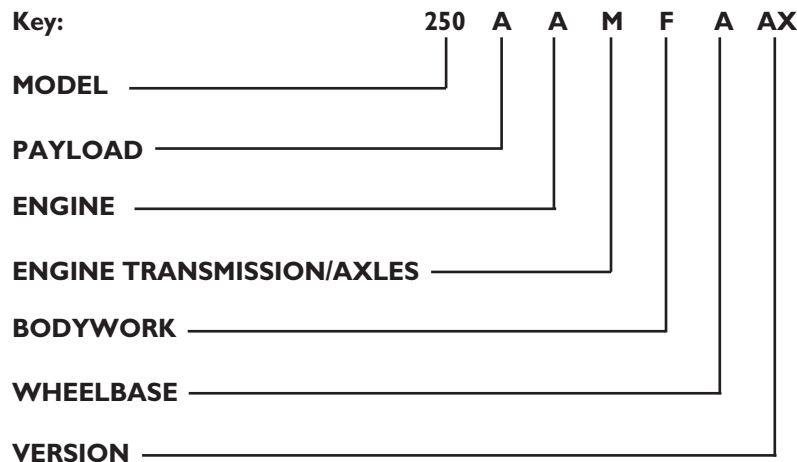 Key: 250 A A M F A AX
MODEL
PAYLOAD
ENGINE
ENGINE TRANSMISSION/AXLES
BODYWORK
WHEELBASE
VERSION